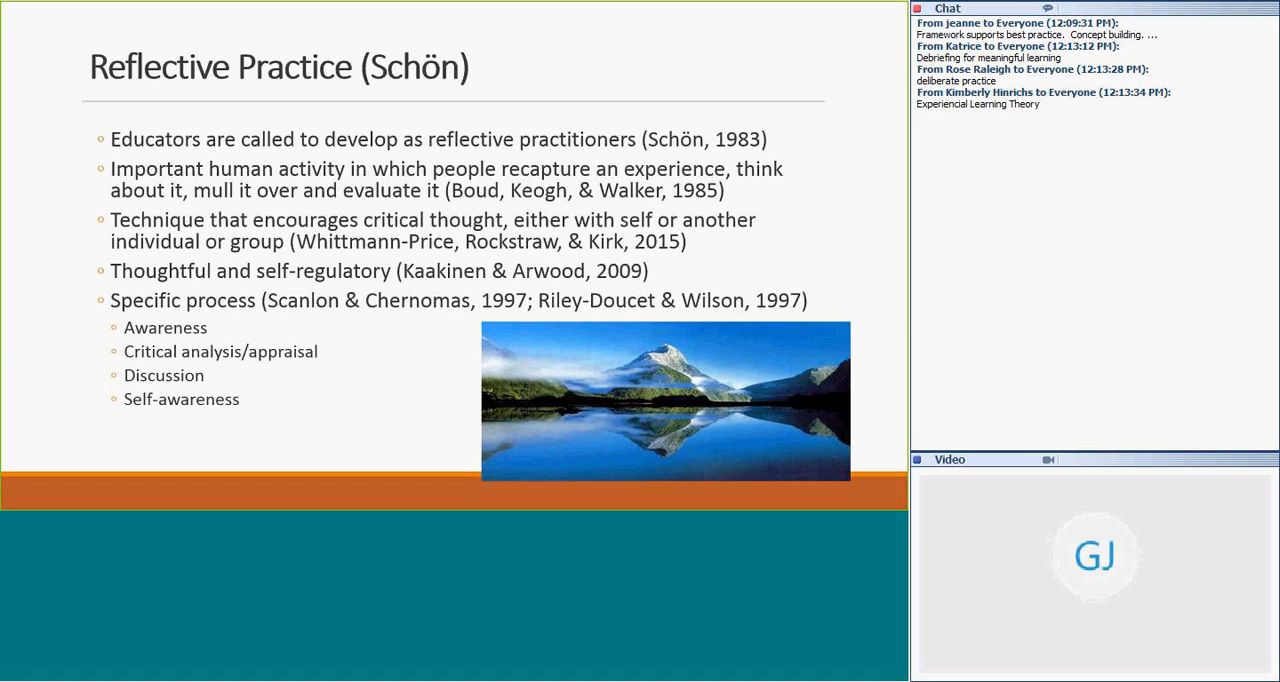 Reflective Practice (Schön)
Educators are called to develop as reflective practitioners (Schön, 1983)
Important human activity in which people recapture an experience, think
about it, mull it over and evaluate it (Boud, Keogh, & Walker, 1985)
Technique that encourages critical thought, either with self or another
individual or group (Whittmann-Price, Rockstraw, & Kirk, 2015)
Thoughtful and self-regulatory (Kaakinen & Arwood, 2009)
Specific process (Scanlon & Chernomas, 1997; Riley-Doucet & Wilson, 1997)
Awareness
Critical analysis/appraisal
Discussion
Self-awareness
Chat
From jeanne to Everyone (12:09:31 PM):
Framework supports best practice.  Concept building. ...
From Katrice to Everyone (12:13:12 PM):
Debriefing for meaningful learning
From Rose Raleigh to Everyone (12:13:28 PM):
deliberate practice
From Kimberly Hinrichs to Everyone (12:13:34 PM):
Experiencial Learning Theory
Video
GJ